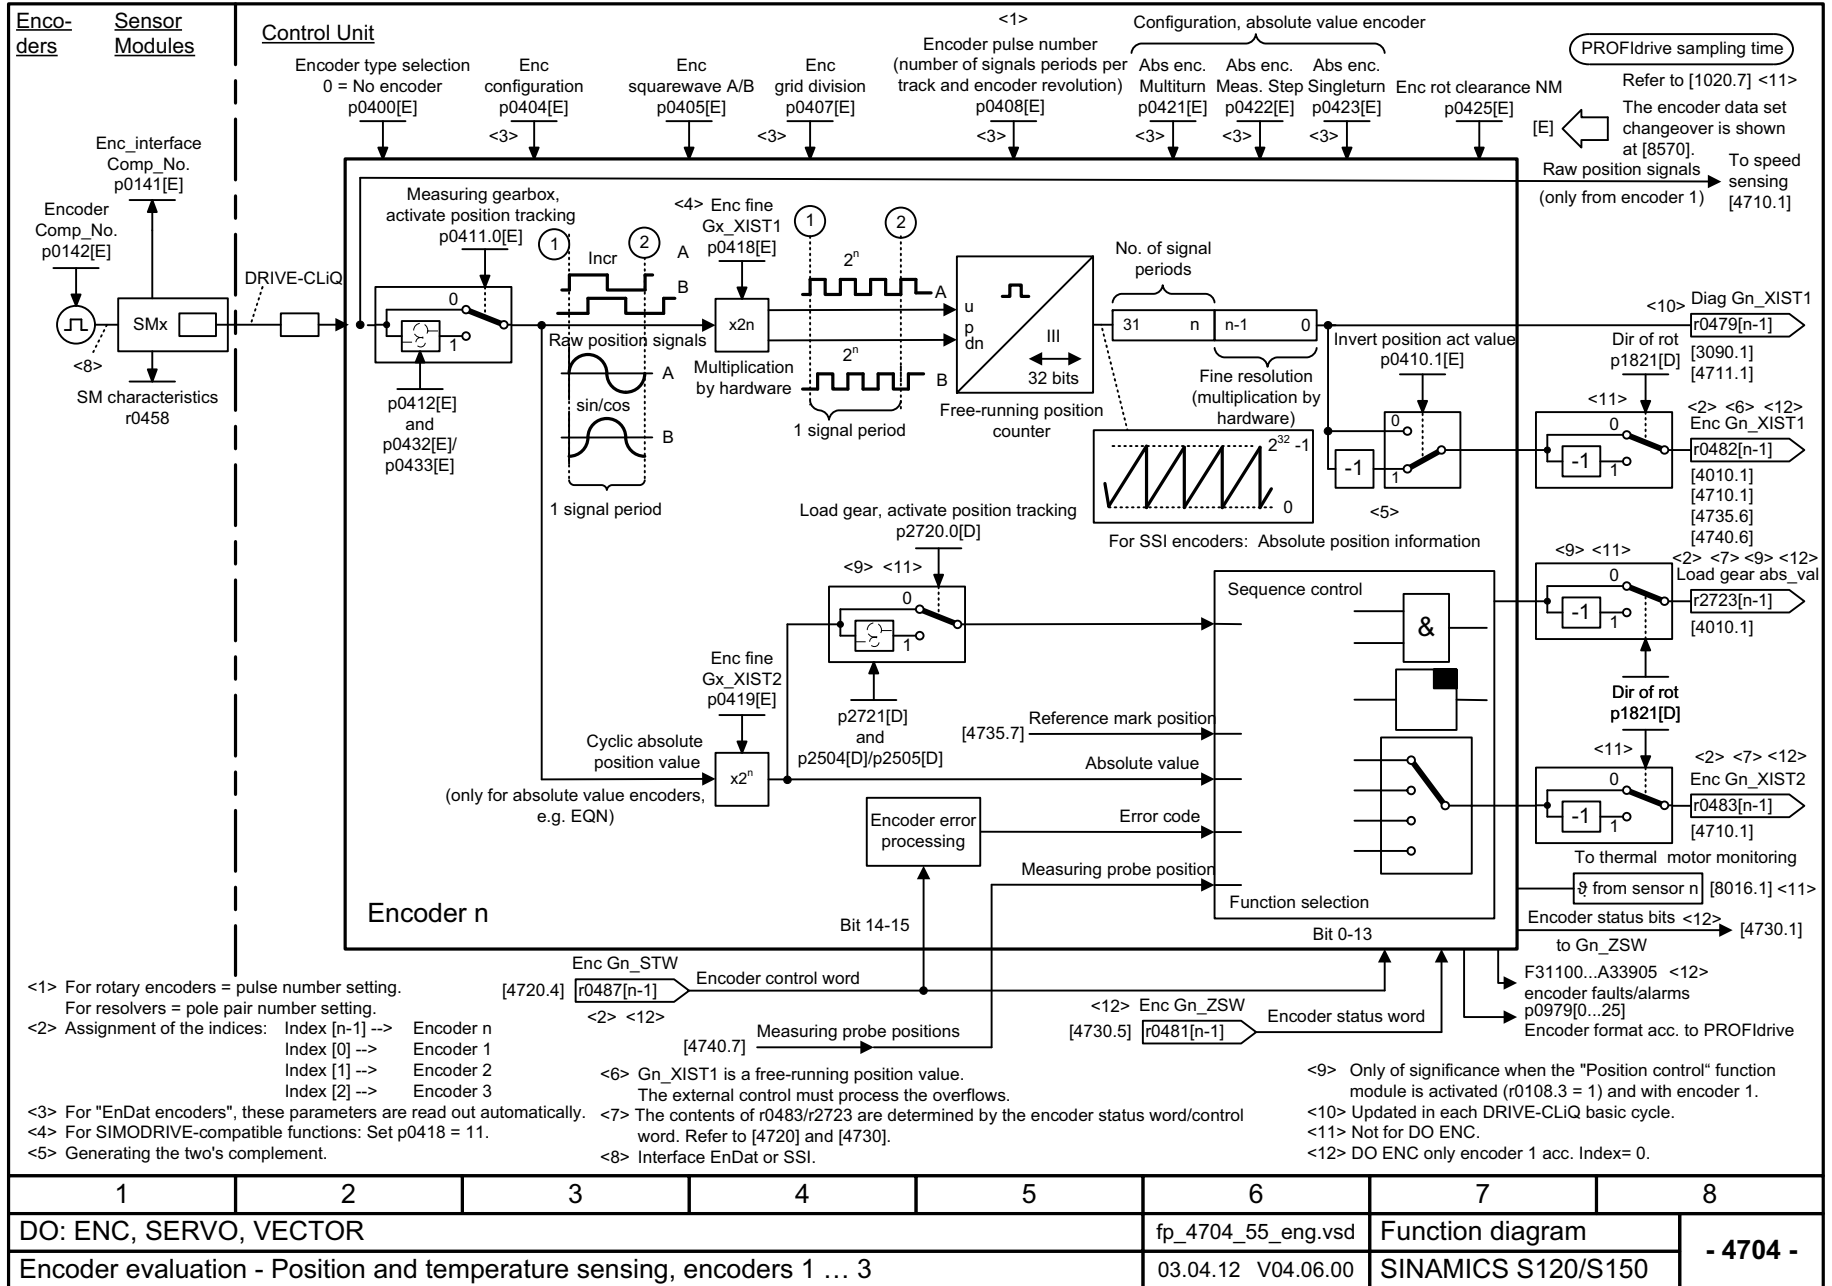 Enco-
ders
Sensor
Modules
Control Unit
Encoder type selection
0 = No encoder
p0400[E]
Enc
configuration
p0404[E]
<3>
Enc
squarewave A/B
p0405[E]
Enc
grid division
p0407[E]
<3>
<1>
Encoder pulse number
(number of signals periods per
track and encoder revolution)
p0408[E]
<3>
Configuration, absolute value encoder
Abs enc.
Multiturn
p0421[E]
<3>
Abs enc.
Meas. Step
p0422[E]
<3>
Abs enc.
Singleturn
p0423[E]
<3>
Enc rot clearance NM
p0425[E]
PROFIdrive sampling time
Refer to [1020.7] <11>
[E]
The encoder data set
changeover is shown
at [8570].
Raw position signals
(only from encoder 1)
To speed
sensing
[4710.1]
Enc_interface
Comp_No.
p0141[E]
Encoder
Comp_No.
p0142[E]
SMx
<8>
SM characteristics
r0458
DRIVE-CLiQ
Measuring gearbox,
activate position tracking
p0411.0[E]
0
1
p0412[E]
and
p0432[E]/
p0433[E]
1
2
Incr
A
B
Raw position signals
A
sin/cos
B
1 signal period
<4> Enc fine
Gx_XIST1
p0418[E]
x2n
Multiplication
by hardware
1
2
2n
A
2n
B
1 signal period
u
p
dn
III
32 bits
Free-running position
counter
No. of signal
periods
31
n
n-1
0
Fine resolution
(multiplication by
hardware)
232 -1
0
For SSI encoders: Absolute position information
Invert position act value
p0410.1[E]
0
-1
1
<5>
<10>
Diag Gn_XIST1
r0479[n-1]
[3090.1]
[4711.1]
Dir of rot
p1821[D]
<11>
0
-1
1
<2> <6> <12>
Enc Gn_XIST1
r0482[n-1]
[4010.1]
[4710.1]
[4735.6]
[4740.6]
Load gear, activate position tracking
p2720.0[D]
<9> <11>
0
1
p2721[D]
and
p2504[D]/p2505[D]
Enc fine
Gx_XIST2
p0419[E]
x2n
Cyclic absolute
position value
(only for absolute value encoders,
e.g. EQN)
Sequence control
&
[4735.7]
Reference mark position
Absolute value
Encoder error
processing
Error code
Measuring probe position
Function selection
Bit 14-15
Bit 0-13
Encoder n
<9> <11>
0
-1
1
<2> <7> <9> <12>
Load gear abs_val
r2723[n-1]
[4010.1]
Dir of rot
p1821[D]
<11>
0
-1
1
<2> <7> <12>
Enc Gn_XIST2
r0483[n-1]
[4710.1]
To thermal motor monitoring
ϑ from sensor n
[8016.1] <11>
Encoder status bits <12>
to Gn_ZSW
[4730.1]
F31100...A33905 <12>
encoder faults/alarms
p0979[0...25]
Encoder format acc. to PROFIdrive
Enc Gn_STW
[4720.4]
r0487[n-1]
Encoder control word
<2> <12>
[4740.7]
Measuring probe positions
<12> Enc Gn_ZSW
[4730.5]
r0481[n-1]
Encoder status word
<1> For rotary encoders = pulse number setting.
For resolvers = pole pair number setting.
<2> Assignment of the indices: Index [n-1] --> Encoder n
Index [0] --> Encoder 1
Index [1] --> Encoder 2
Index [2] --> Encoder 3
<3> For "EnDat encoders", these parameters are read out automatically.
<4> For SIMODRIVE-compatible functions: Set p0418 = 11.
<5> Generating the two's complement.
<6> Gn_XIST1 is a free-running position value.
The external control must process the overflows.
<7> The contents of r0483/r2723 are determined by the encoder status word/control
word. Refer to [4720] and [4730].
<8> Interface EnDat or SSI.
<9> Only of significance when the "Position control“ function
module is activated (r0108.3 = 1) and with encoder 1.
<10> Updated in each DRIVE-CLiQ basic cycle.
<11> Not for DO ENC.
<12> DO ENC only encoder 1 acc. Index= 0.
1 2 3 4 5 6 7 8
DO: ENC, SERVO, VECTOR
fp_4704_55_eng.vsd
Function diagram
- 4704 -
Encoder evaluation - Position and temperature sensing, encoders 1 … 3
03.04.12 V04.06.00
SINAMICS S120/S150